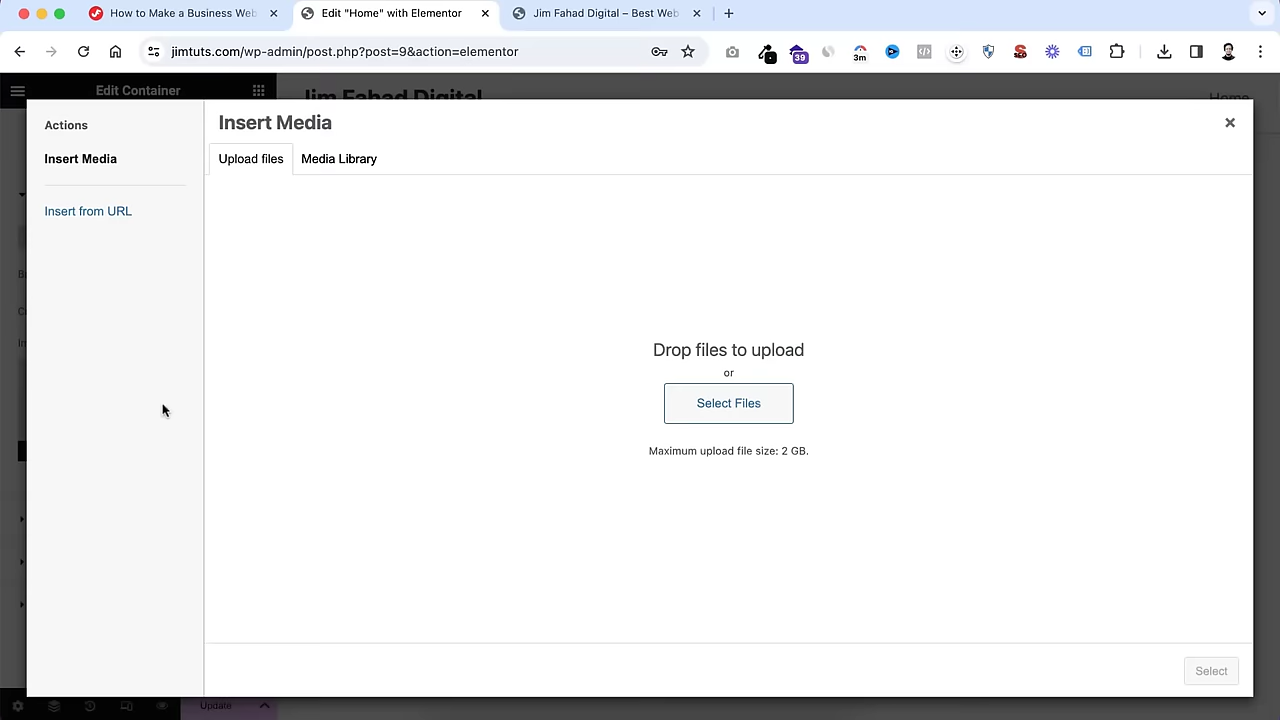 How to Make a Business Web
Edit "Home" with Elementor
Jim Fahad Digital – Best Web
jimtuts.com/wp-admin/post.php?post=9&action=elementor
39
3m
Edit Container
Jim Fahad Digital
Home
Actions
Insert Media
Insert from URL
Insert Media
Upload files
Media Library
Drop files to upload
or
Select Files
Maximum upload file size: 2 GB.
Select
Update